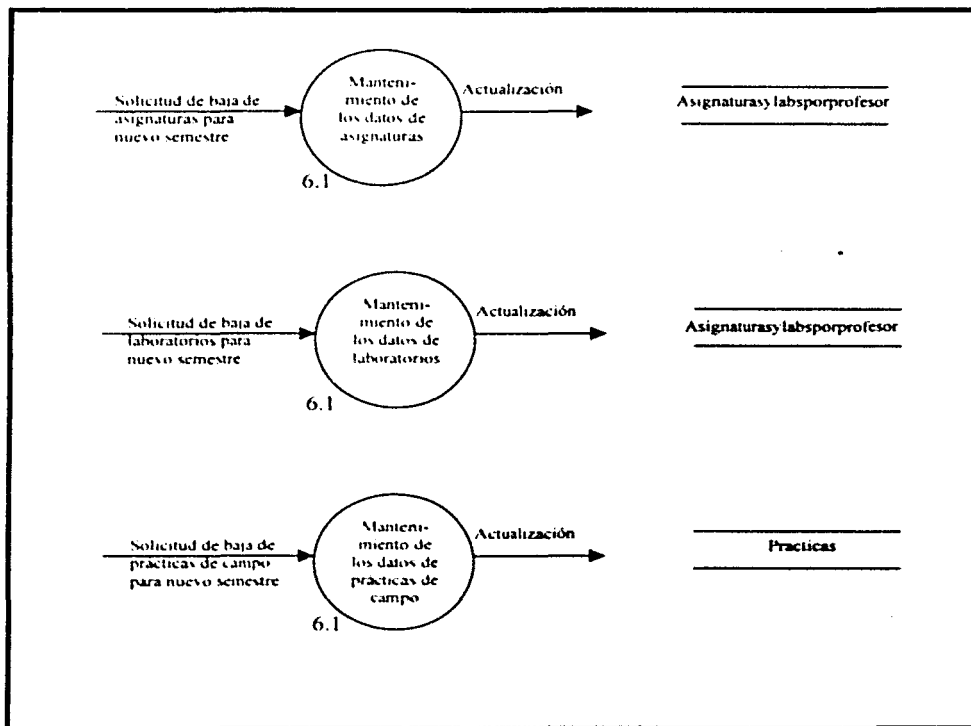 Solicitud de baja de
asignaturas para
nuevo semestre
Manteni-
miento de
los datos de
asignaturas
6.1
Actualización
Asignaturasylabsporprofesor
Solicitud de baja de
laboratorios para
nuevo semestre
Manteni-
miento de
los datos de
laboratorios
6.1
Actualización
Asignaturasylabsporprofesor
Solicitud de baja de
prácticas de campo
para nuevo semestre
Manteni-
miento de
los datos de
prácticas de
campo
6.1
Actualización
Practicas